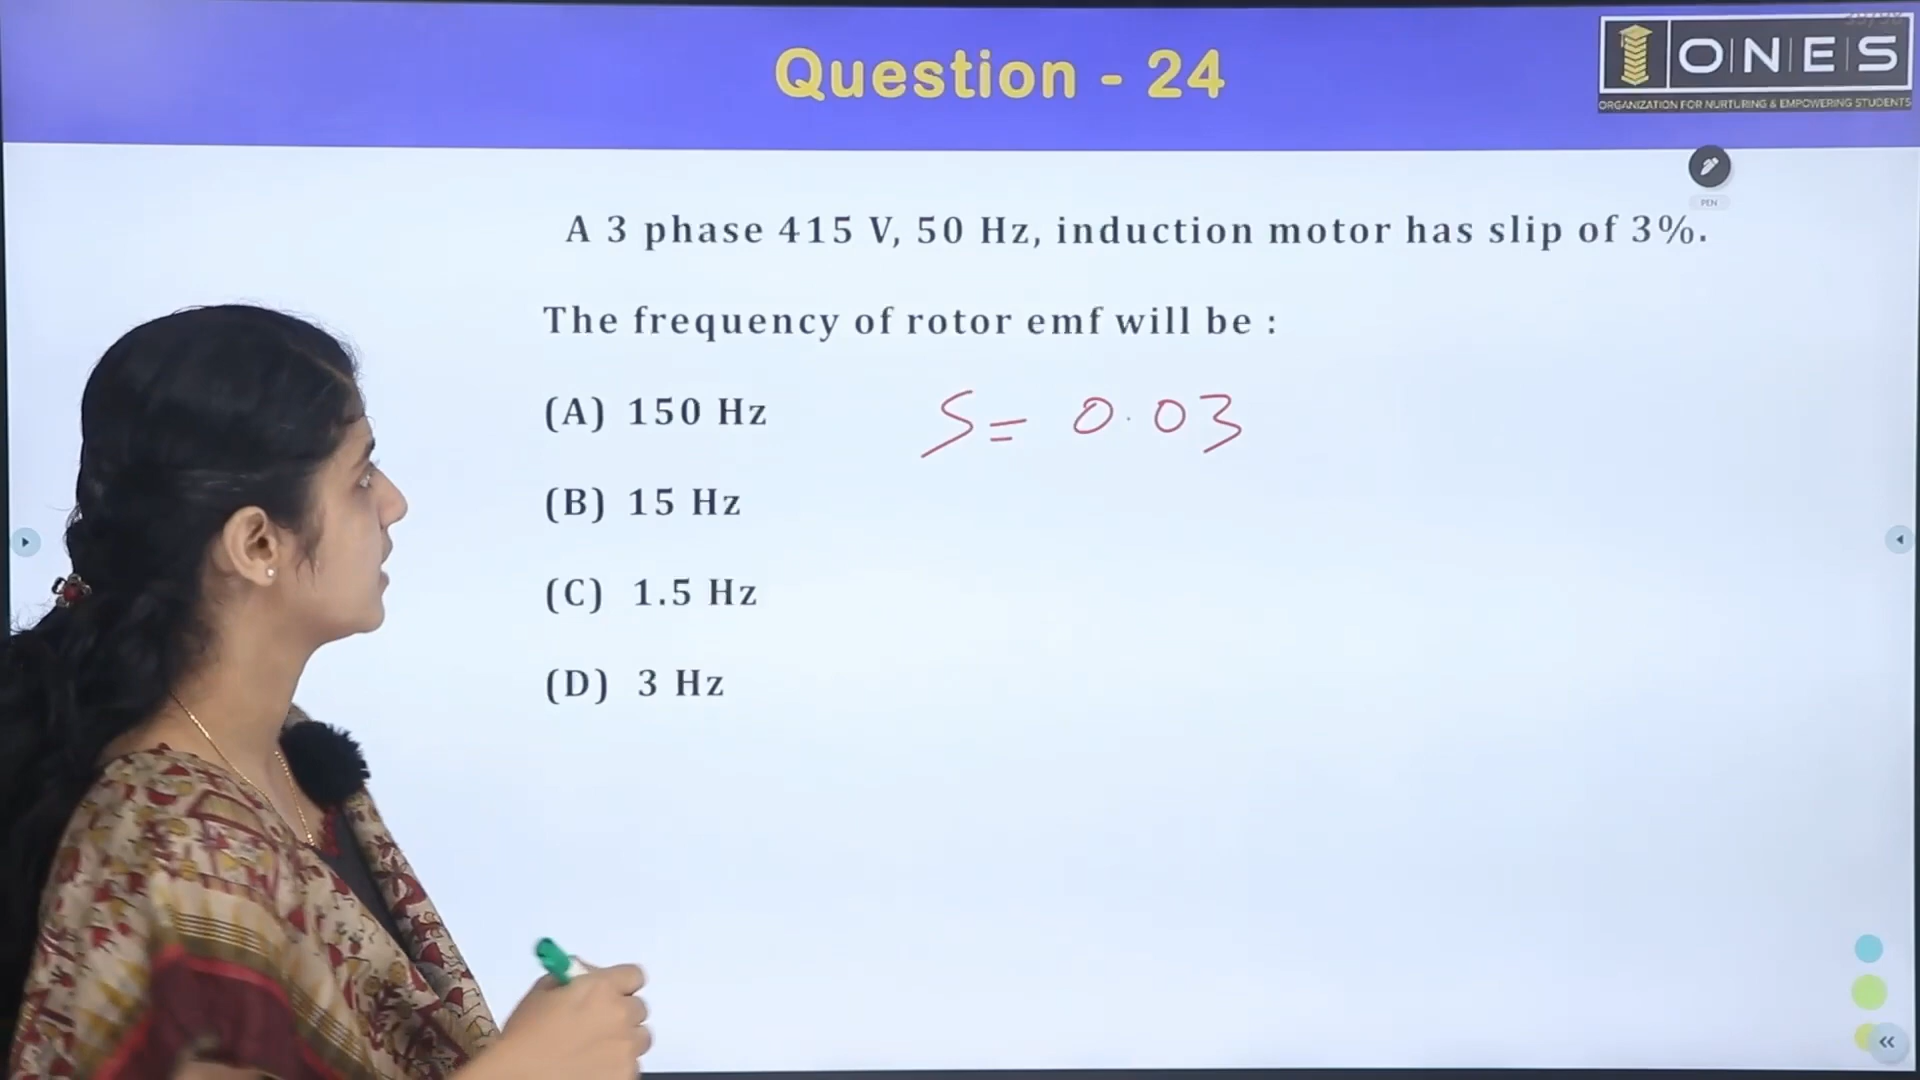 Question - 24
ONES
ORGANIZATION FOR NURTURING & EMPOWERING STUDENTS
PEN
A 3 phase 415 V, 50 Hz, induction motor has slip of 3%.
The frequency of rotor emf will be :
(A) 150 Hz
S = 0.03
(B) 15 Hz
(C) 1.5 Hz
(D) 3 Hz